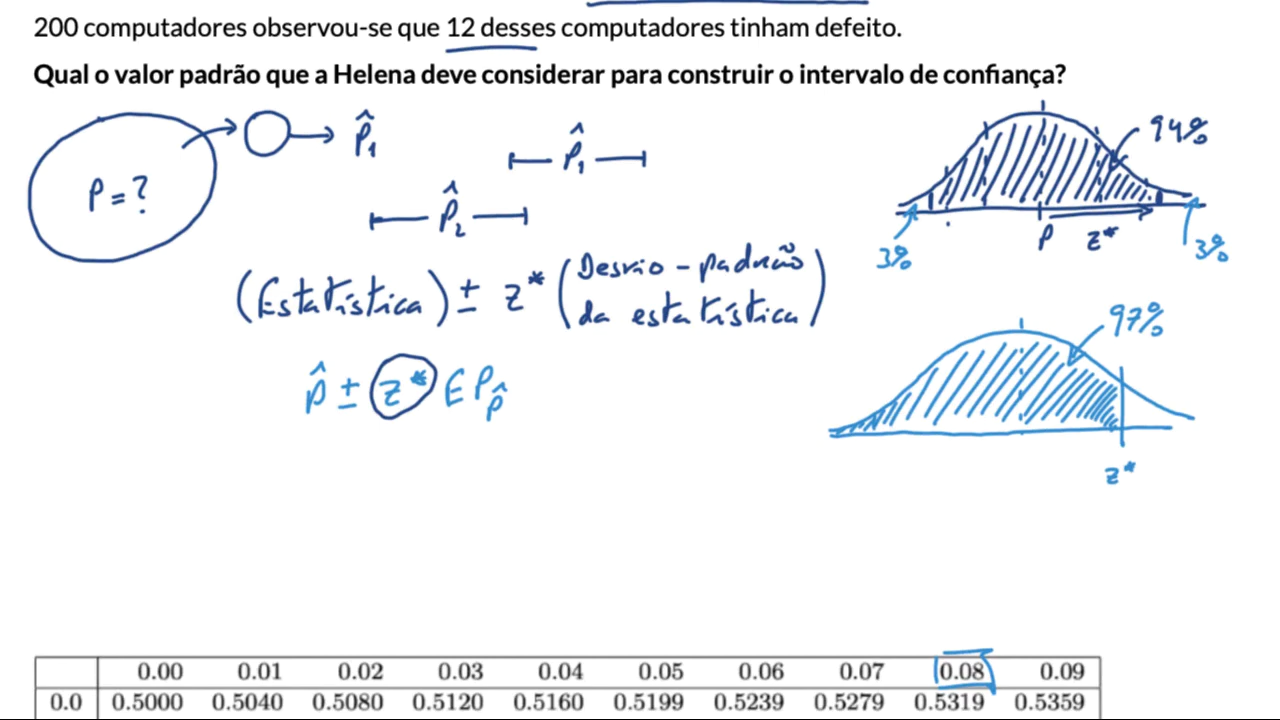 200 computadores observou-se que 12 desses computadores tinham defeito.
Qual o valor padrão que a Helena deve considerar para construir o intervalo de confiança?
P = ?
p̂₁
p̂₁
p̂₂
94%
3%
P
z*
3%
(Estatística) ± z* (Desvio-padrão
da estatística)
97%
p̂ ± z* EPp̂
z*
0.00 0.01 0.02 0.03 0.04 0.05 0.06 0.07 0.08 0.09
0.0 0.5000 0.5040 0.5080 0.5120 0.5160 0.5199 0.5239 0.5279 0.5319 0.5359